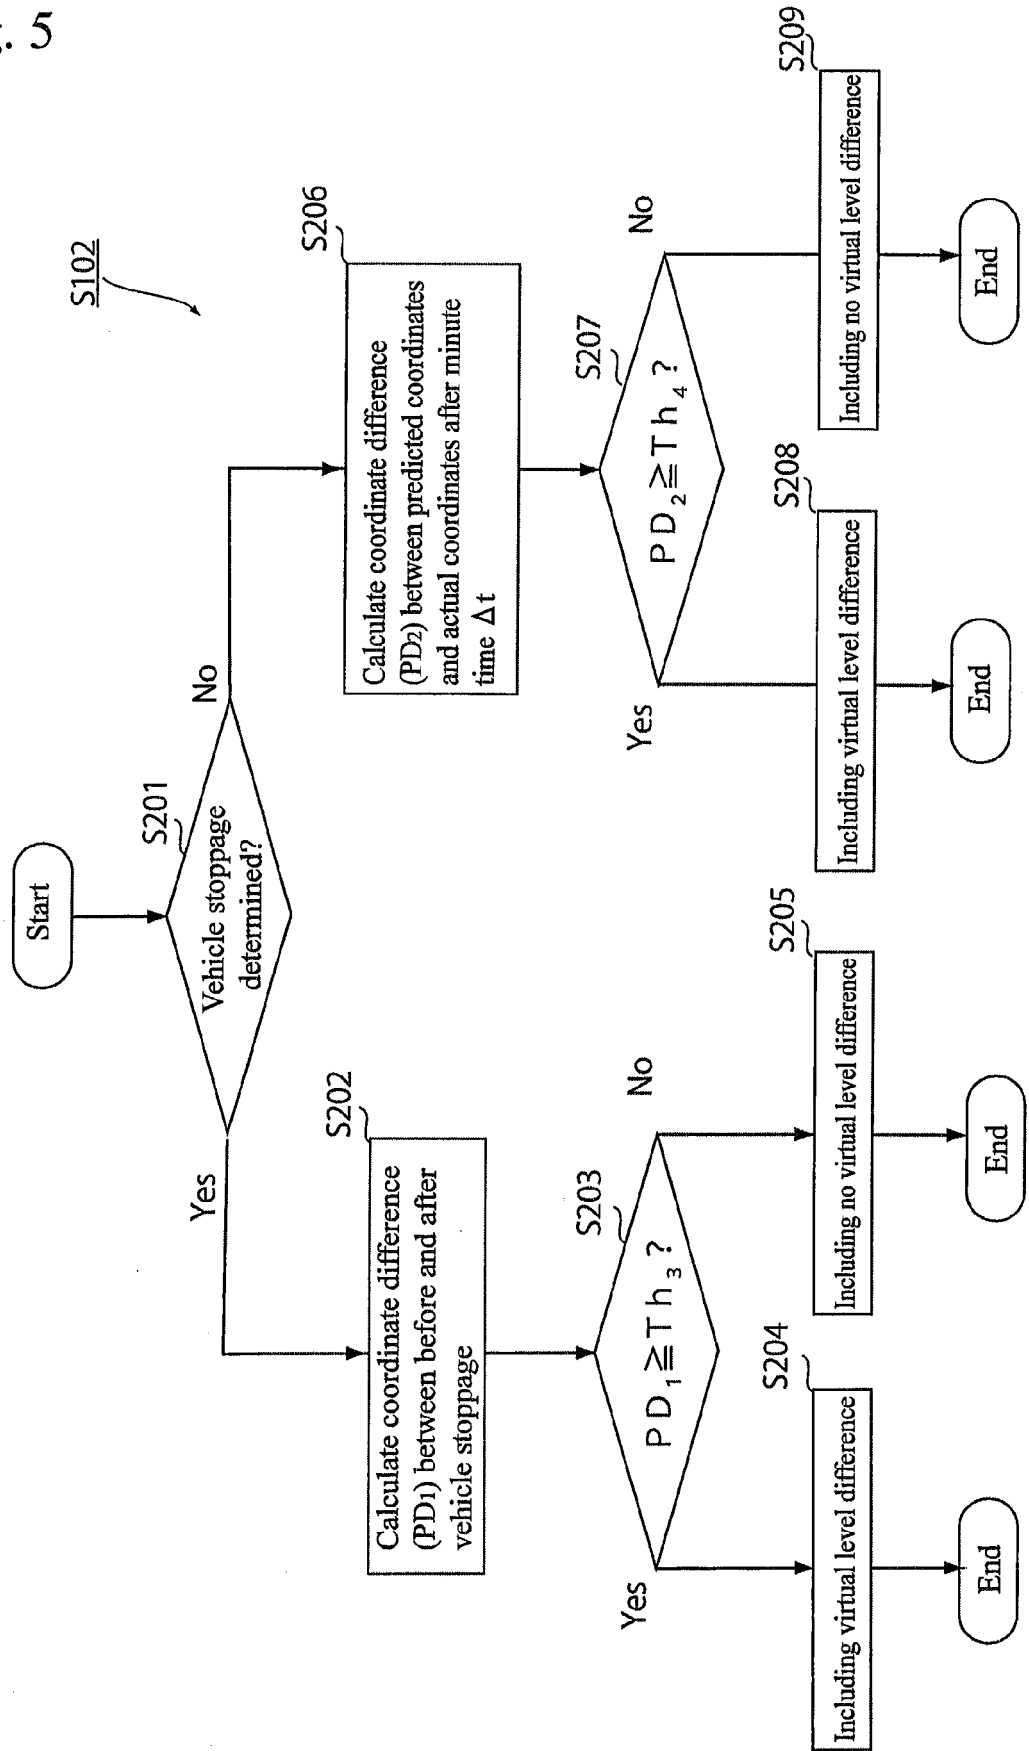 . 5
S102
Start
S201
Vehicle stoppage
determined?
Yes
No
S202
Calculate coordinate difference
(PD1) between before and after
vehicle stoppage
S206
Calculate coordinate difference
(PD2) between predicted coordinates
and actual coordinates after minute
time Δt
S203
PD₁≧Th₃?
Yes
No
S207
PD₂≧Th₄?
Yes
No
S204
Including virtual level difference
S205
Including no virtual level difference
S208
Including virtual level difference
S209
Including no virtual level difference
End
End
End
End